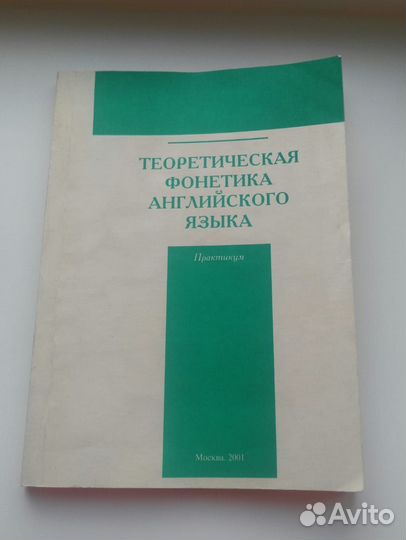 ТЕОРЕТИЧЕСКАЯ
ФОНЕТИКА
АНГЛИЙСКОГО
ЯЗЫКА
Практикум
Москва. 2001
Avito